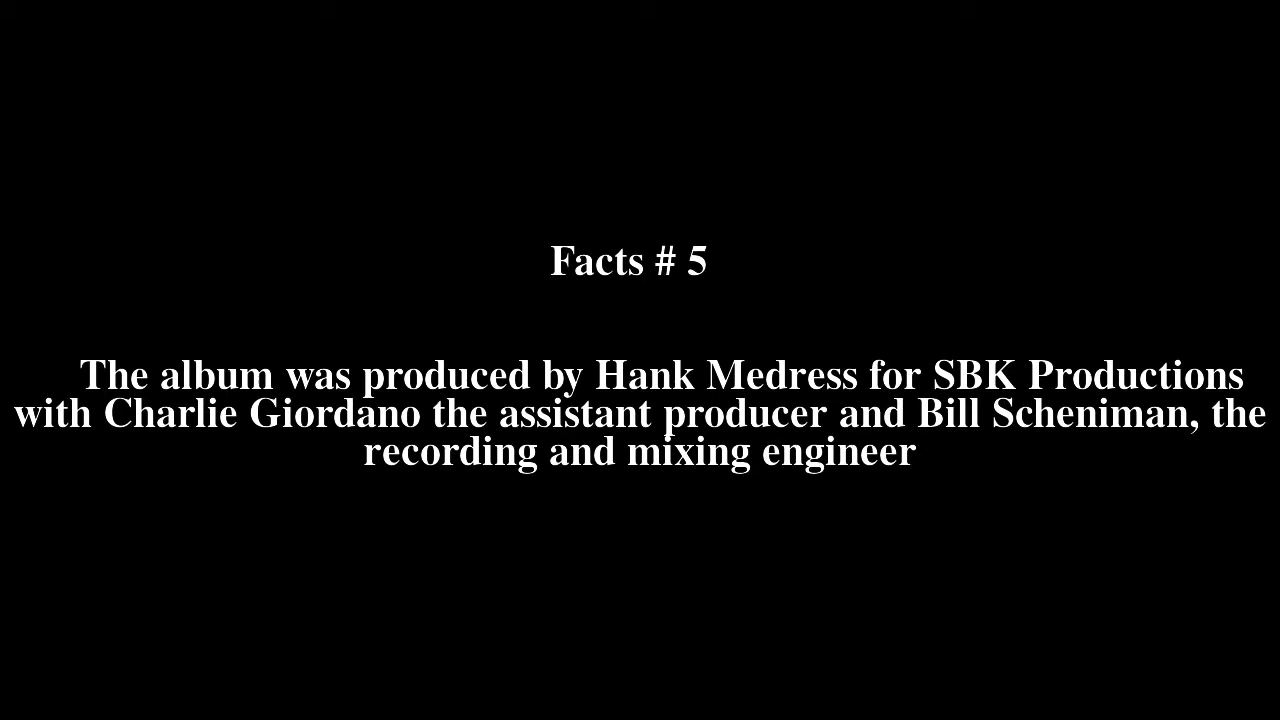 Facts # 5
The album was produced by Hank Medress for SBK Productions
with Charlie Giordano the assistant producer and Bill Scheniman, the
recording and mixing engineer